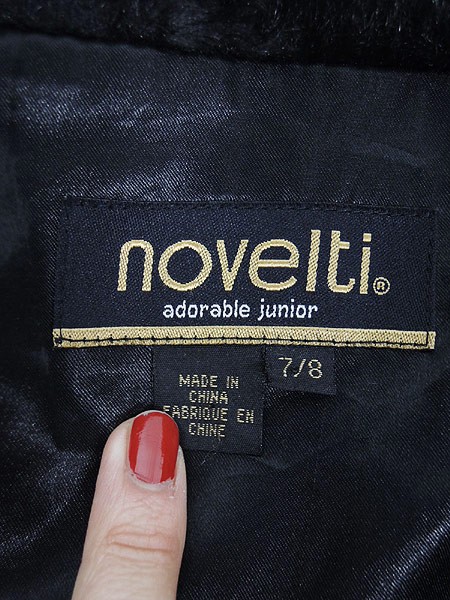 novelti®
adorable junior
7/8
MADE IN
CHINA
FABRIQUE EN
CHINE